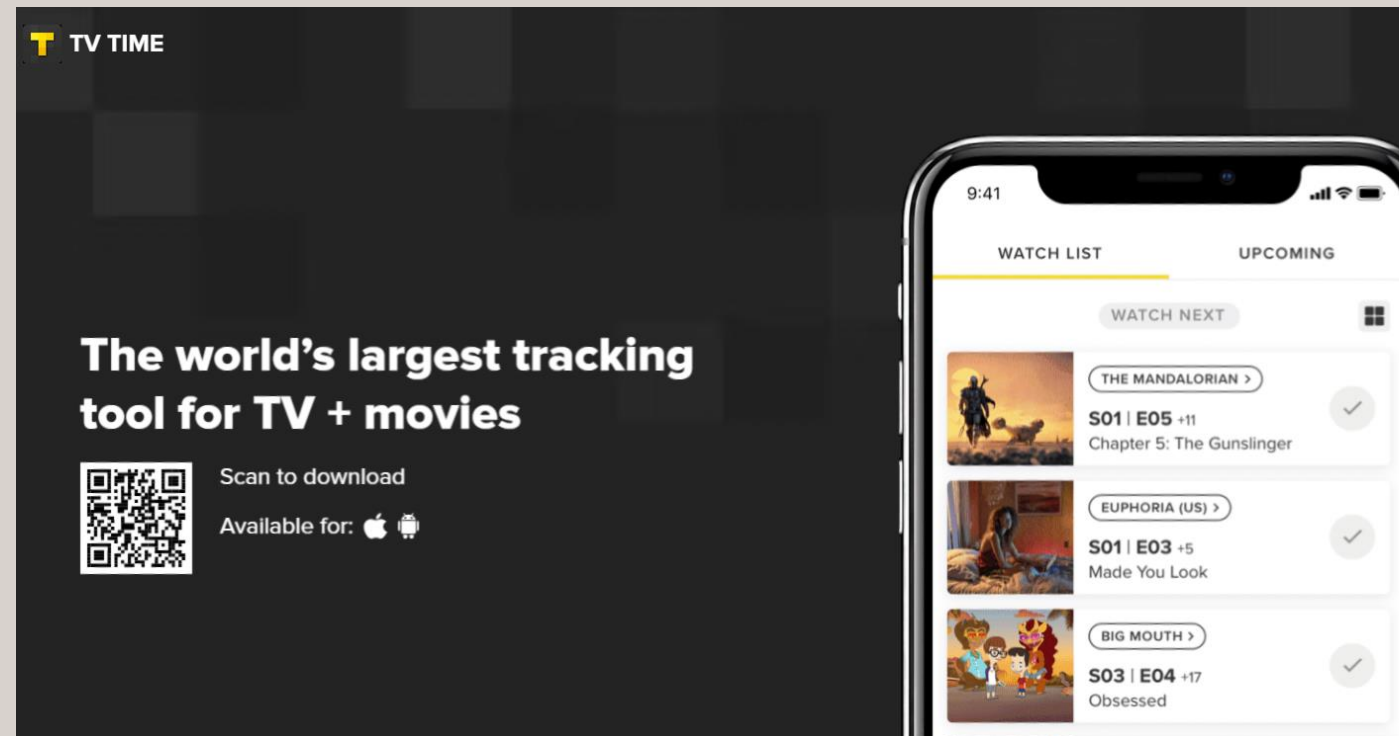 TV TIME
The world's largest tracking
tool for TV + movies
Scan to download
Available for:
9:41
WATCH LIST
UPCOMING
WATCH NEXT
THE MANDALORIAN >
S01 | E05 +11
Chapter 5: The Gunslinger
EUPHORIA (US) >
S01 | E03 +5
Made You Look
BIG MOUTH >
S03 | E04 +17
Obsessed